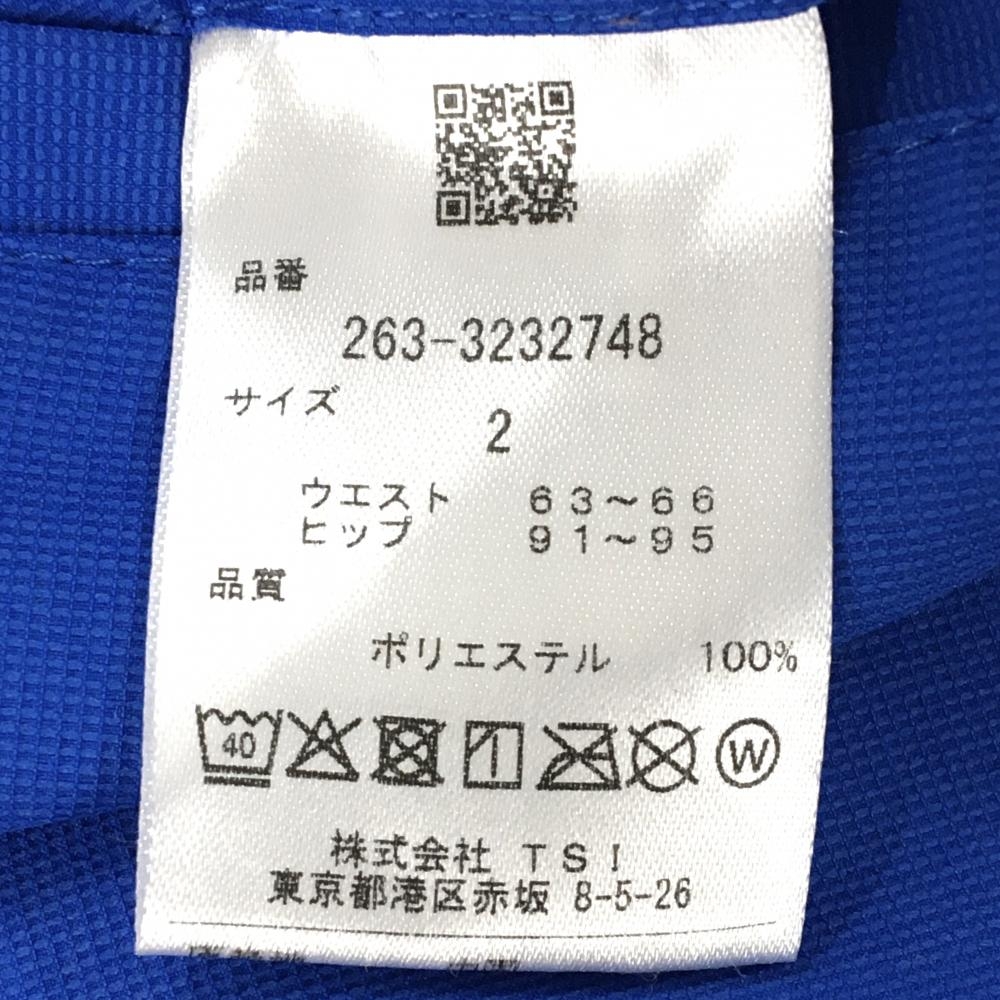 品番
263-3232748
サイズ
2
ウエスト 63~66
ヒップ 91~95
品質
ポリエステル 100%
40
W
株式会社 TSI
東京都港区赤坂 8-5-26